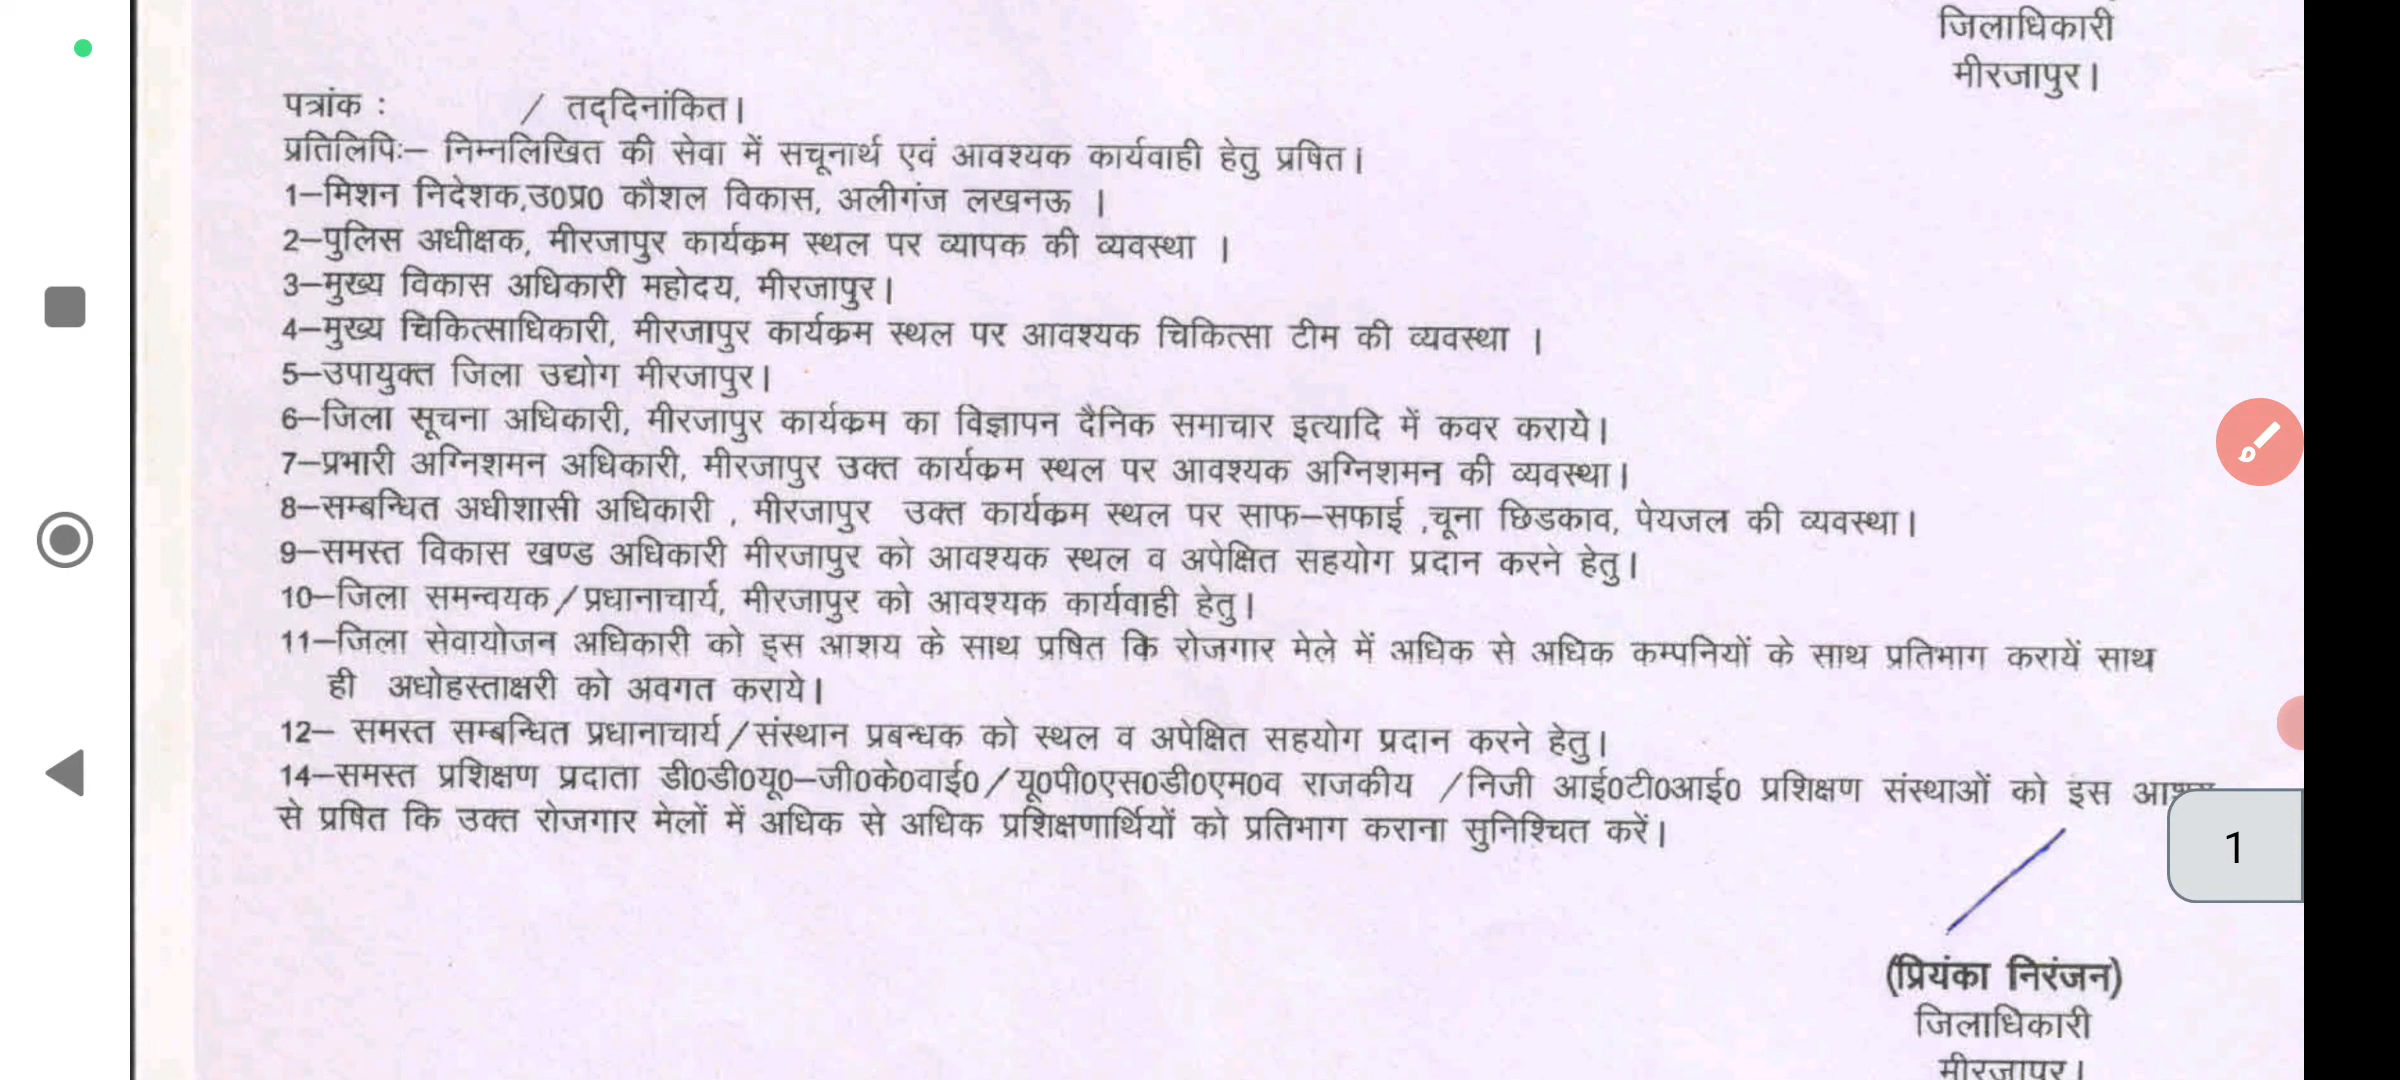 जिलाधिकारी
मीरजापुर।
पत्रांक : / तद्दिनांकित।
प्रतिलिपिः– निम्नलिखित की सेवा में सचूनार्थ एवं आवश्यक कार्यवाही हेतु प्रषित।
1–मिशन निदेशक,उ0प्र0 कौशल विकास, अलीगंज लखनऊ ।
2–पुलिस अधीक्षक, मीरजापुर कार्यक्रम स्थल पर व्यापक की व्यवस्था ।
3–मुख्य विकास अधिकारी महोदय, मीरजापुर।
4–मुख्य चिकित्साधिकारी, मीरजापुर कार्यक्रम स्थल पर आवश्यक चिकित्सा टीम की व्यवस्था ।
5–उपायुक्त जिला उद्योग मीरजापुर।
6–जिला सूचना अधिकारी, मीरजापुर कार्यक्रम का विज्ञापन दैनिक समाचार इत्यादि में कवर कराये।
7–प्रभारी अग्निशमन अधिकारी, मीरजापुर उक्त कार्यक्रम स्थल पर आवश्यक अग्निशमन की व्यवस्था।
8–सम्बन्धित अधीशासी अधिकारी , मीरजापुर उक्त कार्यक्रम स्थल पर साफ–सफाई ,चूना छिडकाव, पेयजल की व्यवस्था।
9–समस्त विकास खण्ड अधिकारी मीरजापुर को आवश्यक स्थल व अपेक्षित सहयोग प्रदान करने हेतु।
10–जिला समन्वयक/प्रधानाचार्य, मीरजापुर को आवश्यक कार्यवाही हेतु।
11–जिला सेवायोजन अधिकारी को इस आशय के साथ प्रषित कि रोजगार मेले में अधिक से अधिक कम्पनियों के साथ प्रतिभाग करायें साथ
ही अधोहस्ताक्षरी को अवगत कराये।
12– समस्त सम्बन्धित प्रधानाचार्य/संस्थान प्रबन्धक को स्थल व अपेक्षित सहयोग प्रदान करने हेतु।
14–समस्त प्रशिक्षण प्रदाता डी0डी0यू0–जी0के0वाई0/यू0पी0एस0डी0एम0व राजकीय /निजी आई0टी0आई0 प्रशिक्षण संस्थाओं को इस
से प्रषित कि उक्त रोजगार मेलों में अधिक से अधिक प्रशिक्षणार्थियों को प्रतिभाग कराना सुनिश्चित करें।
1
(प्रियंका निरंजन)
जिलाधिकारी
मीरजापुर।